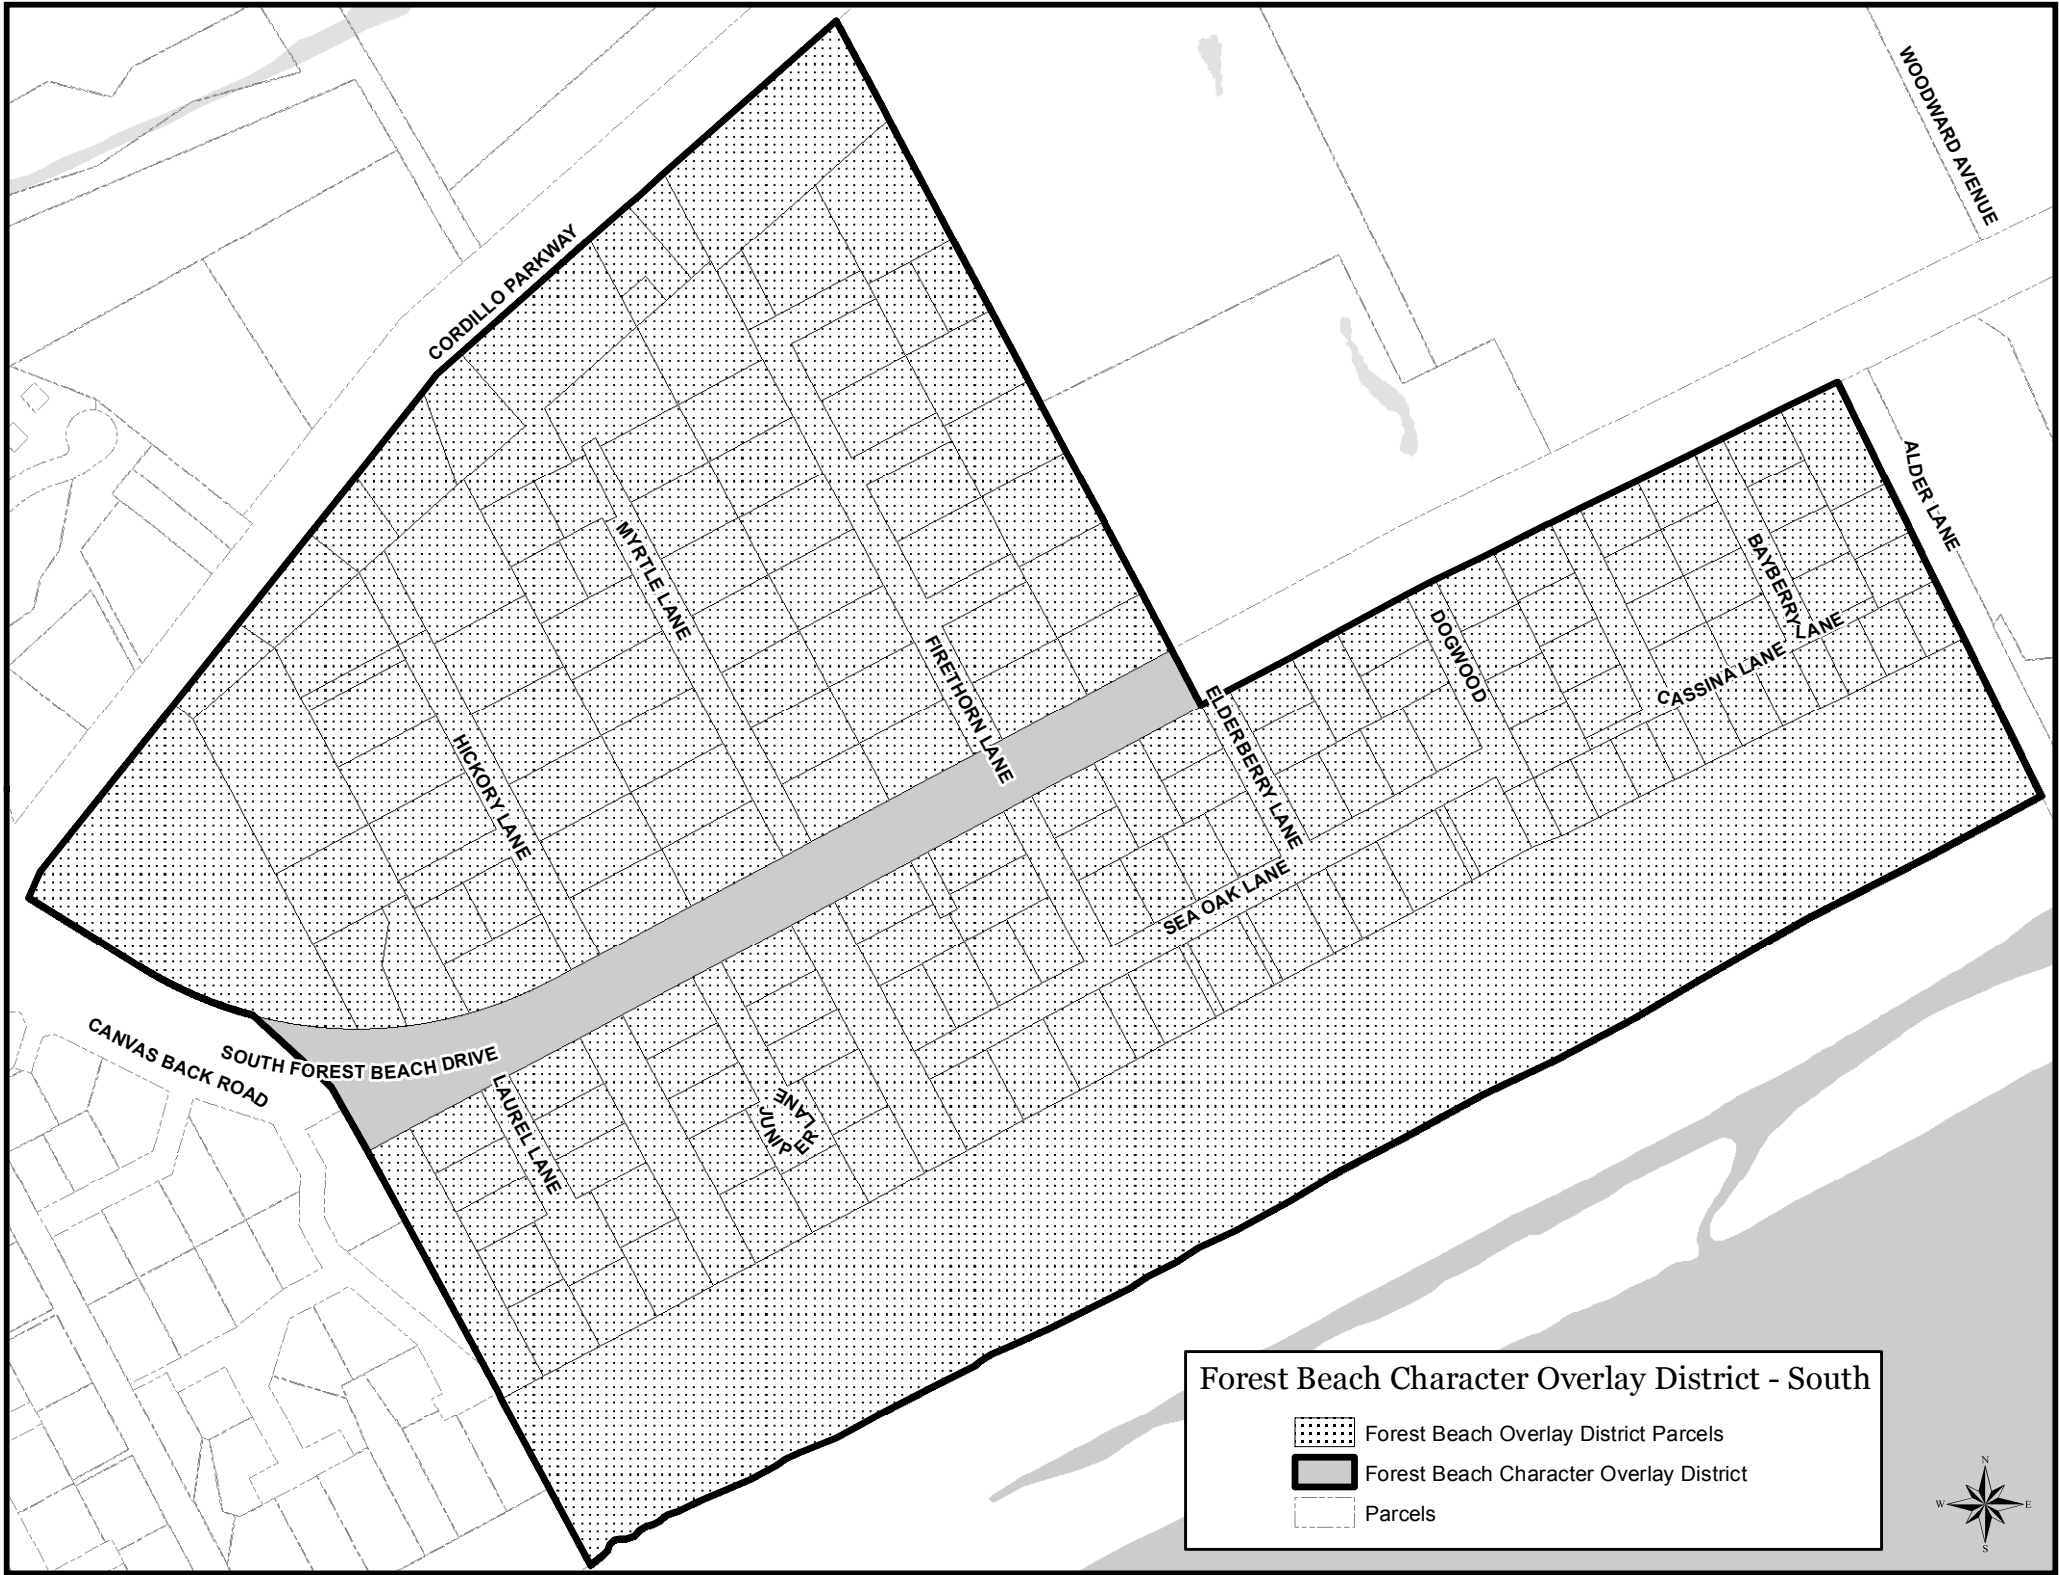 WOODWARD AVENUE
CORDILLO PARKWAY
ALDER LANE
MYRTLE LANE
BAYBERRY LANE
DOGWOOD
FIRETHORN LANE
CASSINA LANE
ELDERBERRY LANE
HICKORY LANE
SEA OAK LANE
CANVAS BACK ROAD
SOUTH FOREST BEACH DRIVE
LAUREL LANE
JUNIPER LANE
Forest Beach Character Overlay District - South
Forest Beach Overlay District Parcels
Forest Beach Character Overlay District
Parcels
N
W E
S